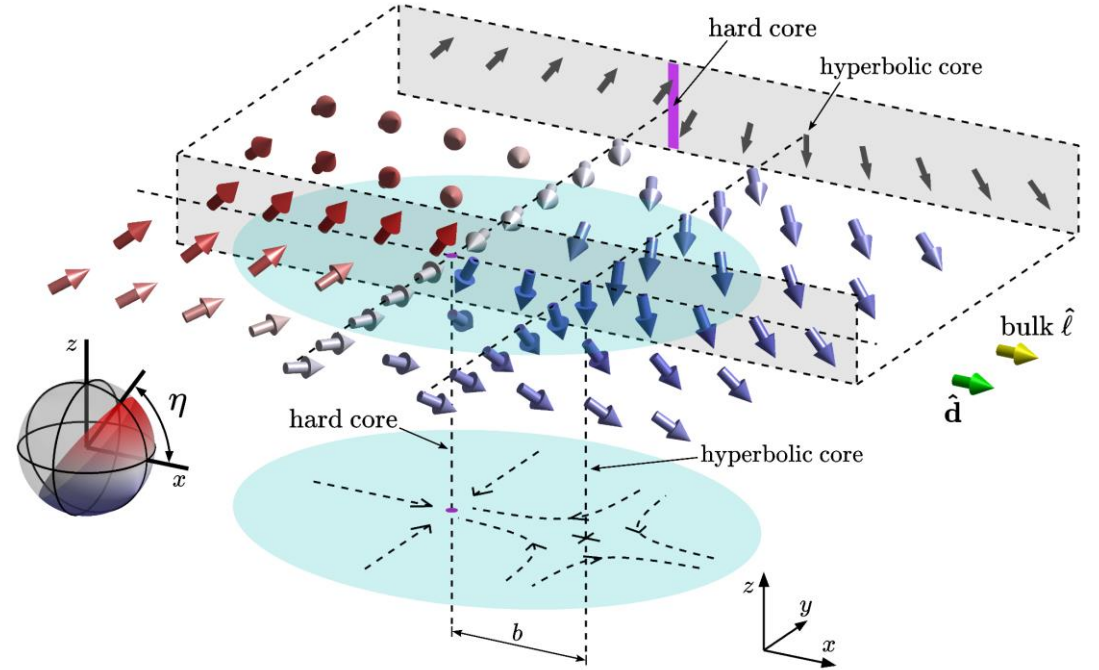 hard core
hyperbolic core
bulk ℓ̂
d̂
z
η
x
hard core
hyperbolic core
b
z
y
x